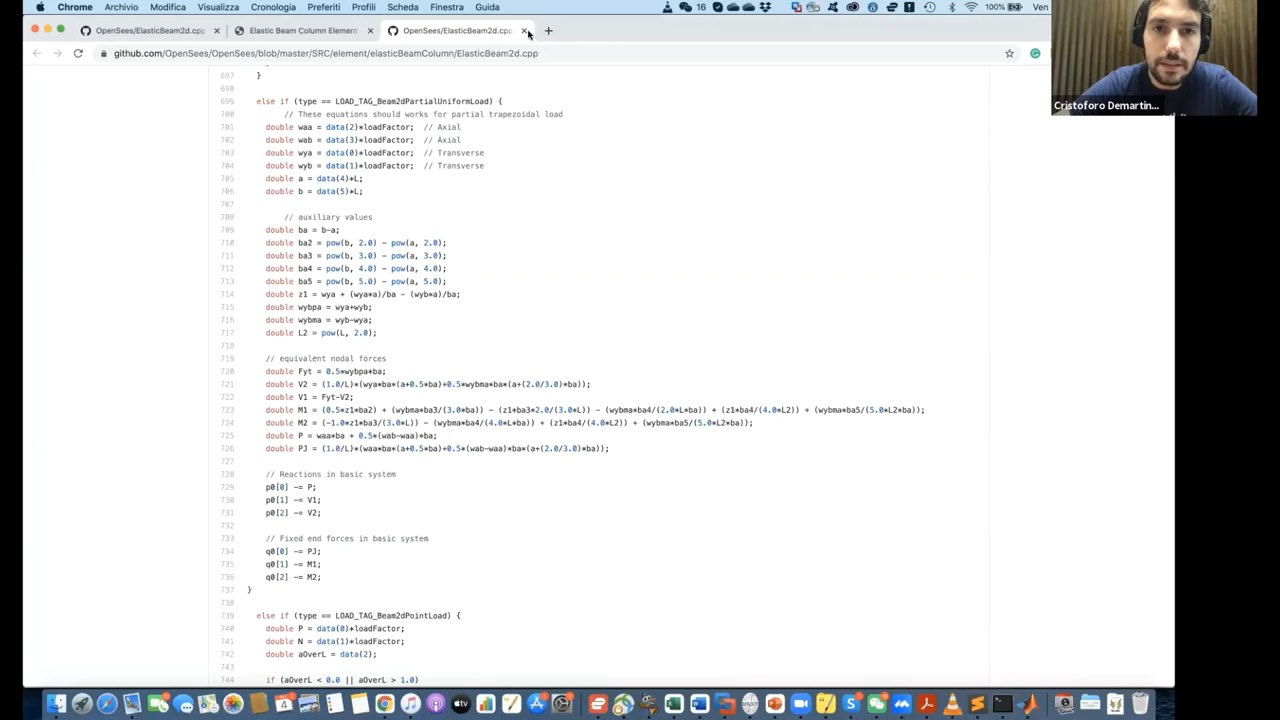 Chrome Archivio Modifica Visualizza Cronologia Preferiti Profili Scheda Finestra Guida 16 100% Ven
OpenSees/ElasticBeam2d.cpp × Elastic Beam Column Element × OpenSees/ElasticBeam2d.cpp × +
github.com/OpenSees/OpenSees/blob/master/SRC/element/elasticBeamColumn/ElasticBeam2d.cpp
Cristoforo Demartin...
697 }
698
699 else if (type == LOAD_TAG_Beam2dPartialUniformLoad) {
700 // These equations should works for partial trapezoidal load
701 double waa = data(2)*loadFactor; // Axial
702 double wab = data(3)*loadFactor; // Axial
703 double wya = data(0)*loadFactor; // Transverse
704 double wyb = data(1)*loadFactor; // Transverse
705 double a = data(4)*L;
706 double b = data(5)*L;
707
708 // auxiliary values
709 double ba = b-a;
710 double ba2 = pow(b, 2.0) - pow(a, 2.0);
711 double ba3 = pow(b, 3.0) - pow(a, 3.0);
712 double ba4 = pow(b, 4.0) - pow(a, 4.0);
713 double ba5 = pow(b, 5.0) - pow(a, 5.0);
714 double z1 = wya + (wya*a)/ba - (wyb*a)/ba;
715 double wybpa = wya+wyb;
716 double wybma = wyb-wya;
717 double L2 = pow(L, 2.0);
718
719 // equivalent nodal forces
720 double Fyt = 0.5*wybpa*ba;
721 double V2 = (1.0/L)*(wya*ba*(a+0.5*ba)+0.5*wybma*ba*(a+(2.0/3.0)*ba));
722 double V1 = Fyt-V2;
723 double M1 = (0.5*z1*ba2) + (wybma*ba3/(3.0*ba)) - (z1*ba3*2.0/(3.0*L)) - (wybma*ba4/(2.0*L*ba)) + (z1*ba4/(4.0*L2)) + (wybma*ba5/(5.0*L2*ba));
724 double M2 = (-1.0*z1*ba3/(3.0*L)) - (wybma*ba4/(4.0*L*ba)) + (z1*ba4/(4.0*L2)) + (wybma*ba5/(5.0*L2*ba));
725 double P = waa*ba + 0.5*(wab-waa)*ba;
726 double PJ = (1.0/L)*(waa*ba*(a+0.5*ba)+0.5*(wab-waa)*ba*(a+(2.0/3.0)*ba));
727
728 // Reactions in basic system
729 p0[0] -= P;
730 p0[1] -= V1;
731 p0[2] -= V2;
732
733 // Fixed end forces in basic system
734 q0[0] -= PJ;
735 q0[1] -= M1;
736 q0[2] -= M2;
737 }
738
739 else if (type == LOAD_TAG_Beam2dPointLoad) {
740 double P = data(0)*loadFactor;
741 double N = data(1)*loadFactor;
742 double aOverL = data(2);
743
744 if (aOverL < 0.0 || aOverL > 1.0)